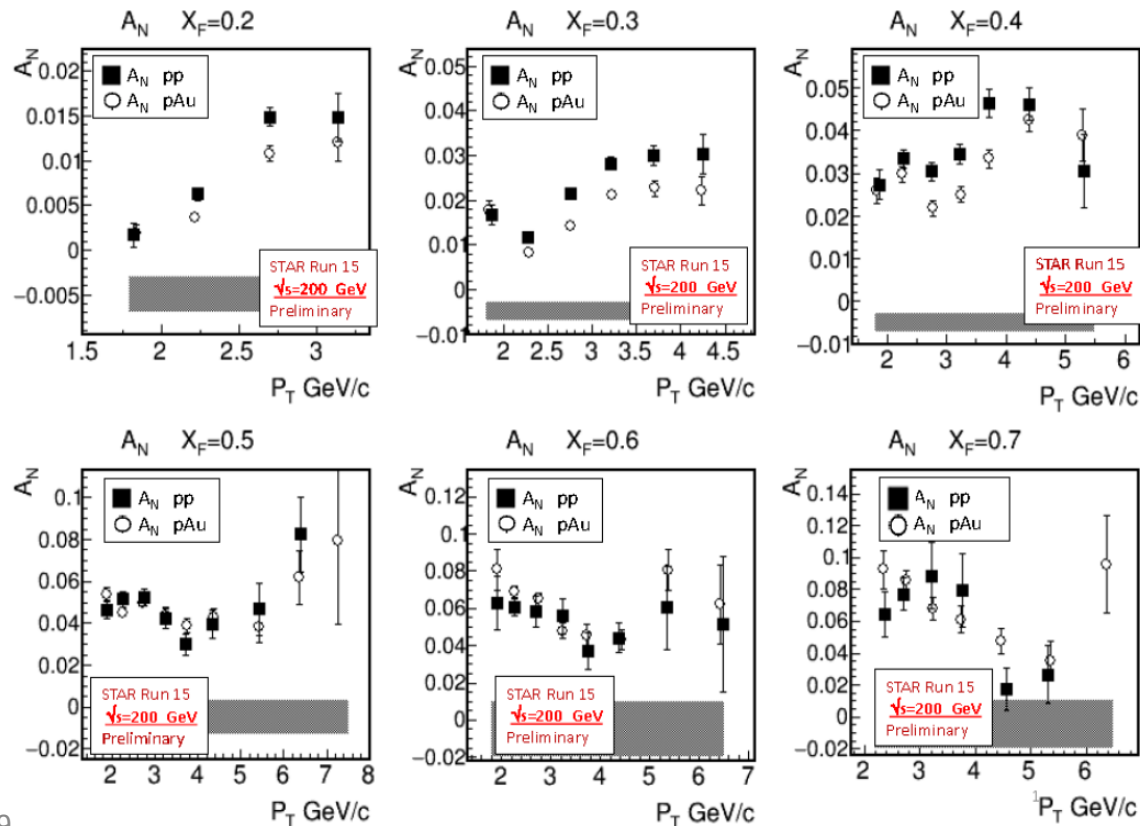 A_N X_F=0.2
A_N
A_N pp
A_N pAu
0.02
0.015
0.01
0.005
0
−0.005
STAR Run 15
√s=200 GeV
Preliminary
1.5 2 2.5 3
P_T GeV/c
A_N X_F=0.3
A_N
A_N pp
A_N pAu
0.05
0.04
0.03
0.02
0.01
0
−0.01
STAR Run 15
√s=200 GeV
Preliminary
2 2.5 3 3.5 4 4.5
P_T GeV/c
A_N X_F=0.4
A_N
A_N pp
A_N pAu
0.05
0.04
0.03
0.02
0.01
0
−0.01
STAR Run 15
√s=200 GeV
Preliminary
2 3 4 5 6
P_T GeV/c
A_N X_F=0.5
A_N
A_N pp
A_N pAu
0.1
0.08
0.06
0.04
0.02
0
−0.02
STAR Run 15
√s=200 GeV
Preliminary
2 3 4 5 6 7 8
P_T GeV/c
A_N X_F=0.6
A_N
A_N pp
A_N pAu
0.12
0.1
0.08
0.06
0.04
0.02
0
−0.02
STAR Run 15
√s=200 GeV
Preliminary
2 3 4 5 6 7
P_T GeV/c
A_N X_F=0.7
A_N
A_N pp
A_N pAu
0.14
0.12
0.1
0.08
0.06
0.04
0.02
0
−0.02
STAR Run 15
√s=200 GeV
Preliminary
2 3 4 5 6
1
P_T GeV/c